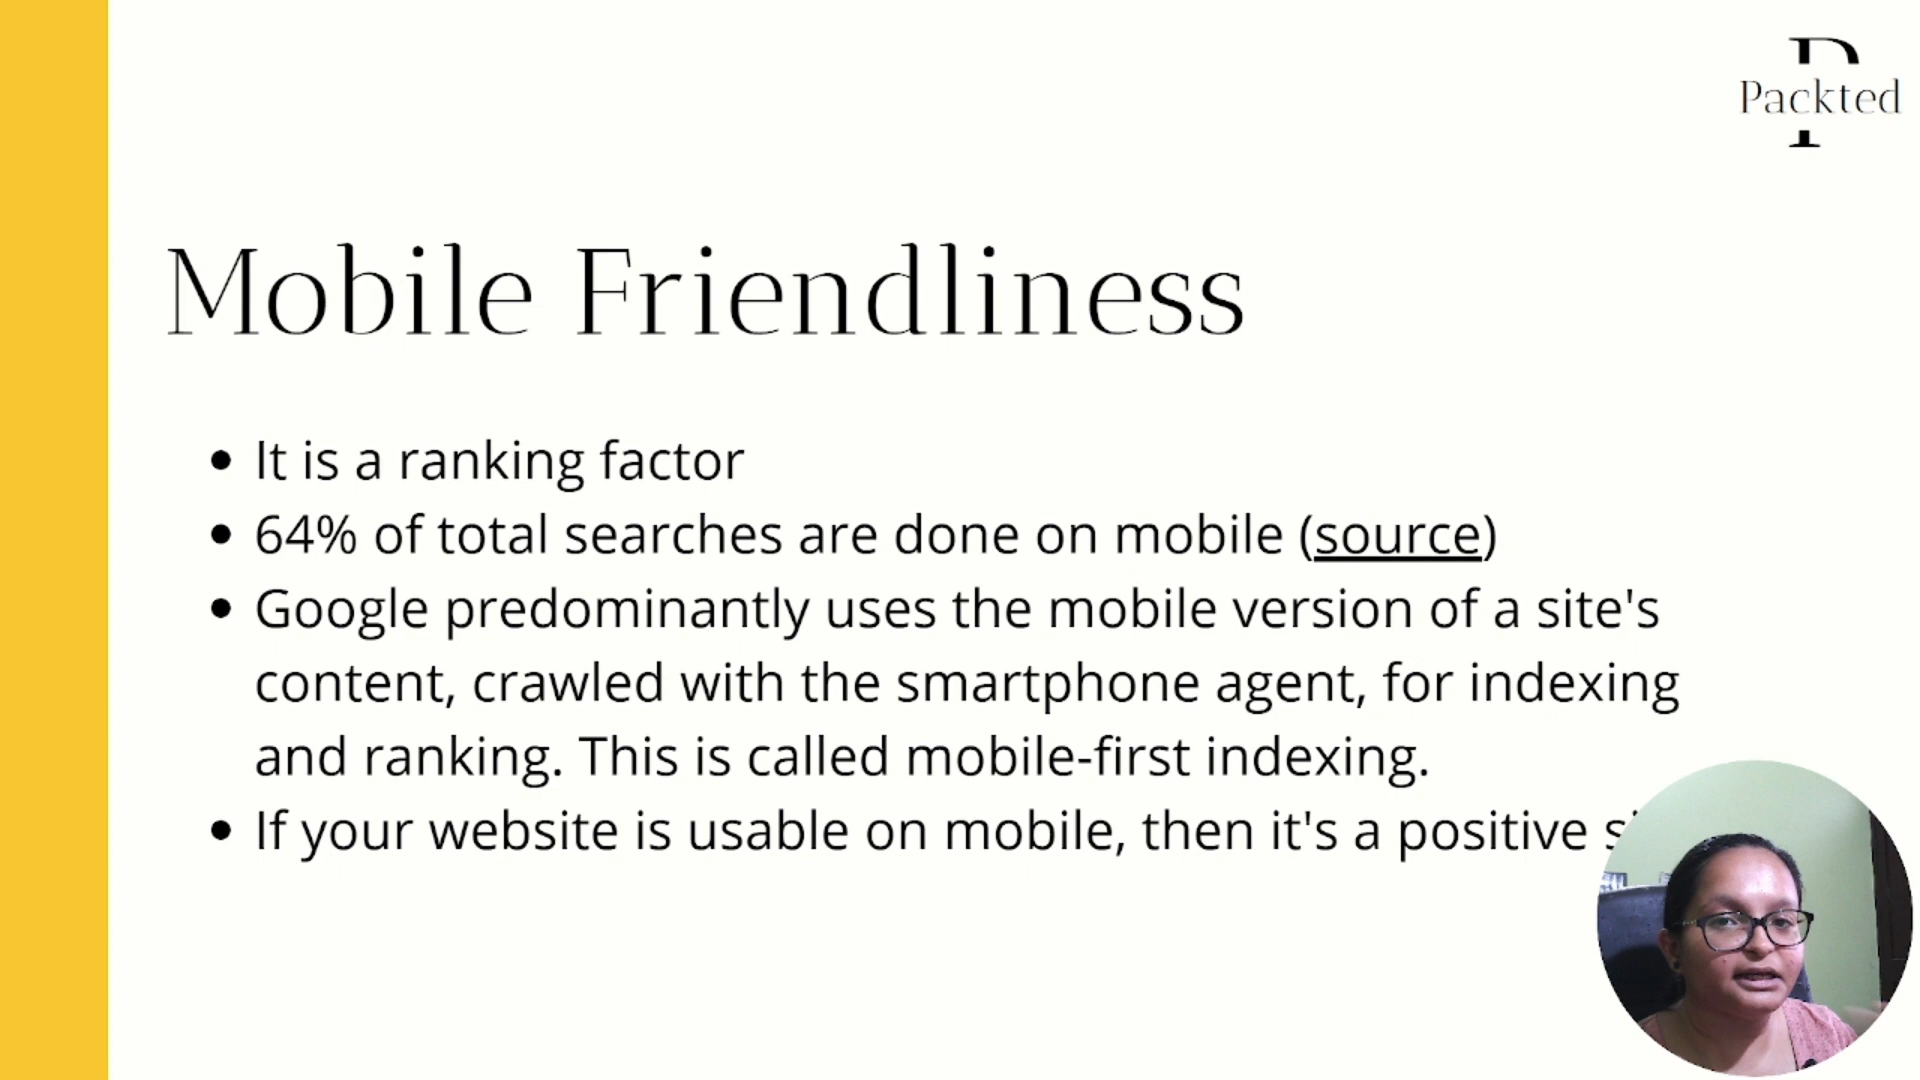 Packted
Mobile Friendliness
• It is a ranking factor
• 64% of total searches are done on mobile (source)
• Google predominantly uses the mobile version of a site's
content, crawled with the smartphone agent, for indexing
and ranking. This is called mobile-first indexing.
• If your website is usable on mobile, then it's a positive